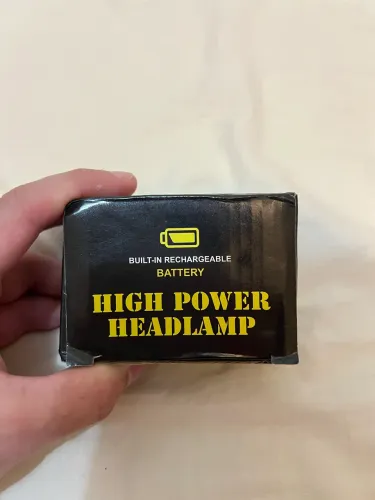 BUILT-IN RECHARGEABLE
BATTERY
HIGH POWER
HEADLAMP